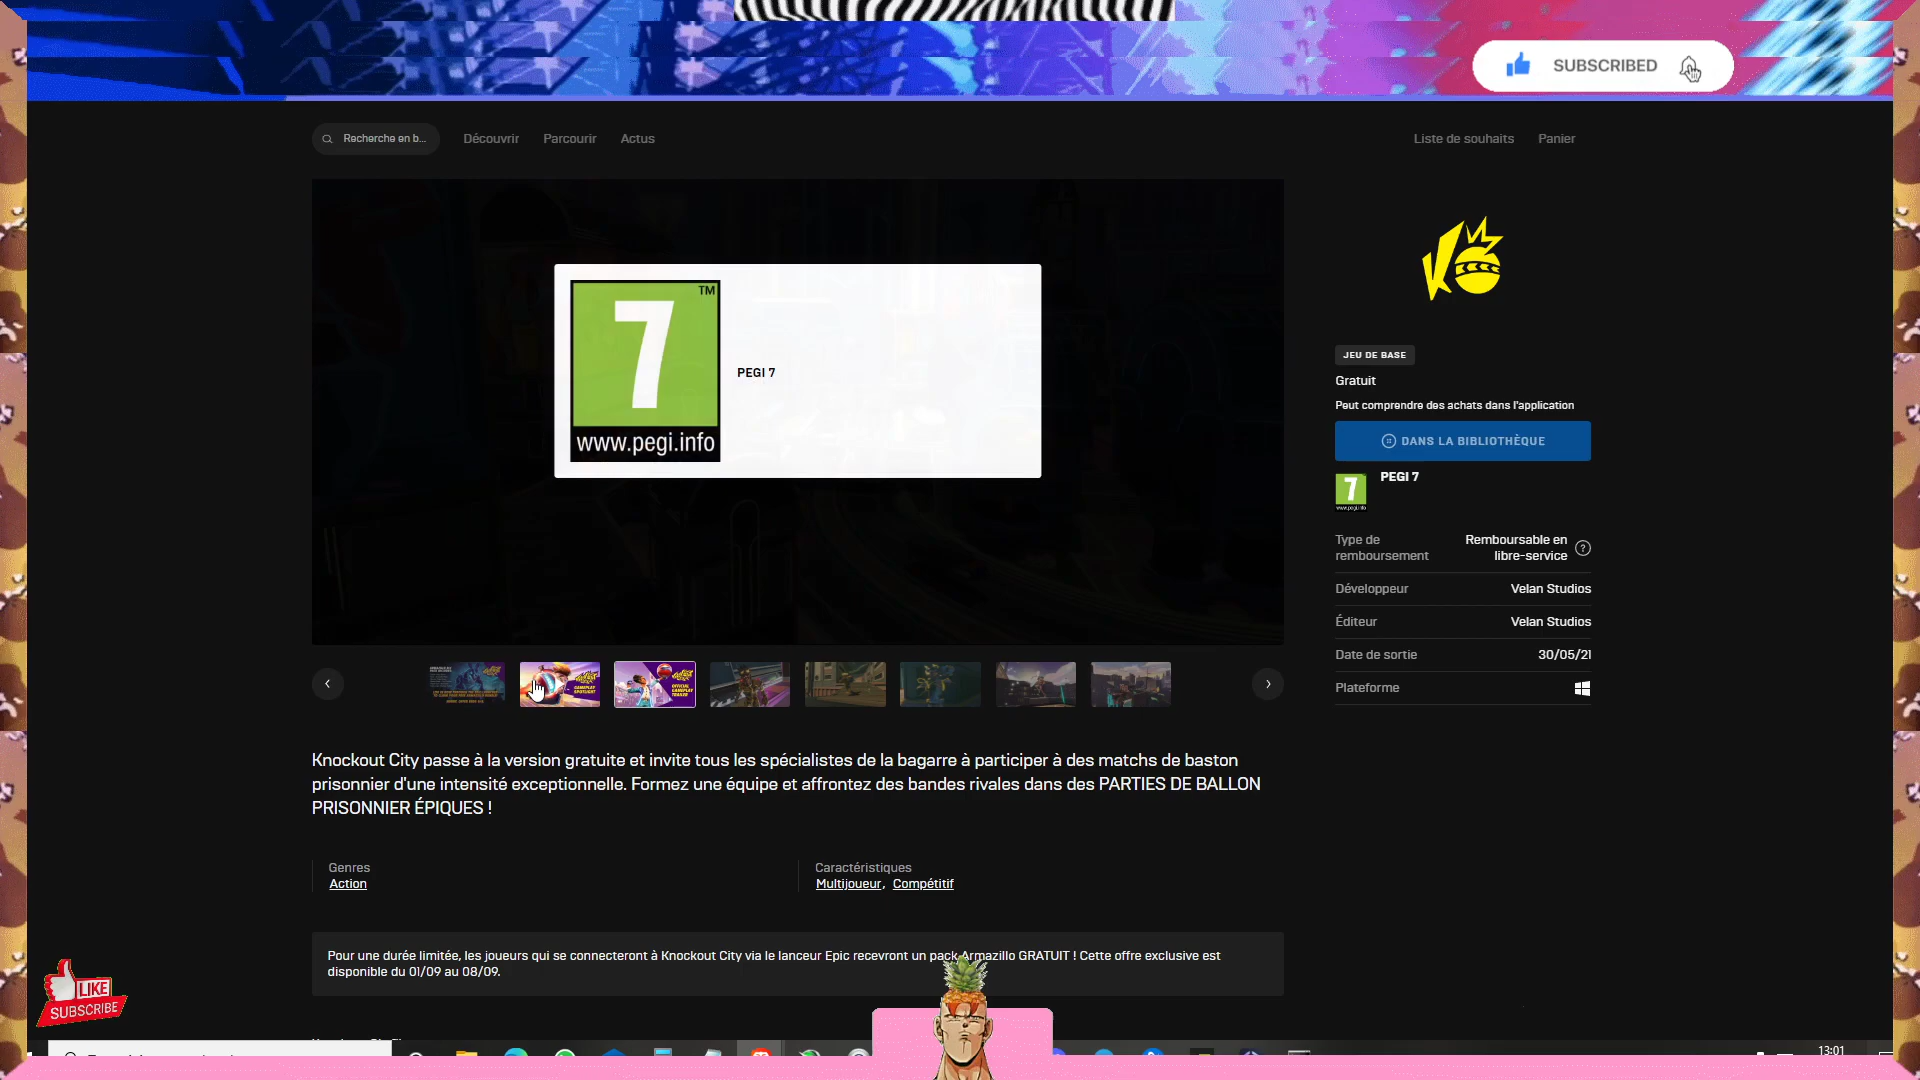 SUBSCRIBED
Recherche en b...
Découvrir
Parcourir
Actus
Liste de souhaits
Panier
7
TM
www.pegi.info
PEGI 7
JEU DE BASE
Gratuit
Peut comprendre des achats dans l'application
DANS LA BIBLIOTHÈQUE
7
www.pegi.info
PEGI 7
Type de remboursement
Remboursable en libre-service
Développeur
Velan Studios
Éditeur
Velan Studios
Date de sortie
30/05/21
Plateforme
Knockout City passe à la version gratuite et invite tous les spécialistes de la bagarre à participer à des matchs de baston
prisonnier d'une intensité exceptionnelle. Formez une équipe et affrontez des bandes rivales dans des PARTIES DE BALLON
PRISONNIER ÉPIQUES !
Genres
Action
Caractéristiques
Multijoueur, Compétitif
Pour une durée limitée, les joueurs qui se connecteront à Knockout City via le lanceur Epic recevront un pack Armazillo GRATUIT ! Cette offre exclusive est
disponible du 01/09 au 08/09.
LIKE
SUBSCRIBE
13:01